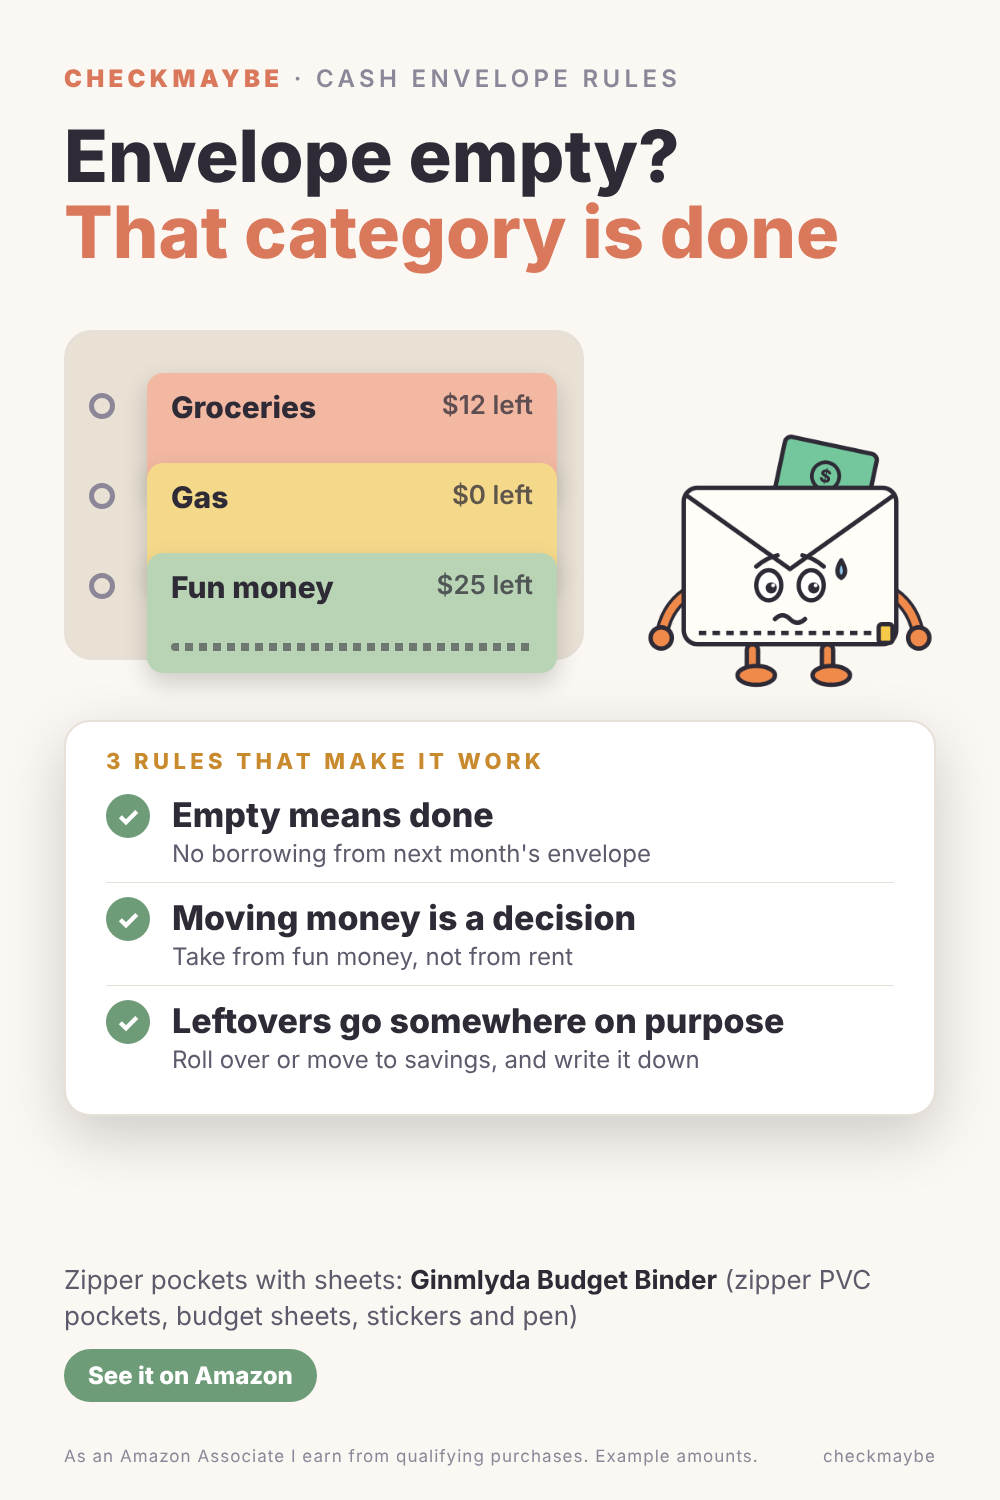 CHECKMAYBE · CASH ENVELOPE RULES
Envelope empty?
That category is done
Groceries $12 left
Gas $0 left
Fun money $25 left
$
3 RULES THAT MAKE IT WORK
Empty means done
No borrowing from next month's envelope
Moving money is a decision
Take from fun money, not from rent
Leftovers go somewhere on purpose
Roll over or move to savings, and write it down
Zipper pockets with sheets: Ginmlyda Budget Binder (zipper PVC
pockets, budget sheets, stickers and pen)
See it on Amazon
As an Amazon Associate I earn from qualifying purchases. Example amounts. checkmaybe